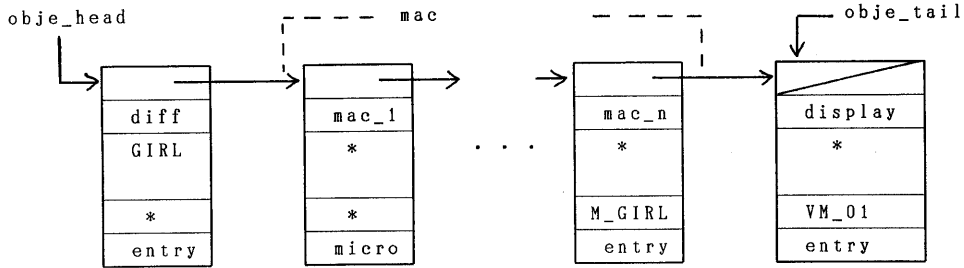 obje_head mac obje_tail
diff mac_1 mac_n display
GIRL * * *
. . .
* * M_GIRL VM_01
entry micro entry entry